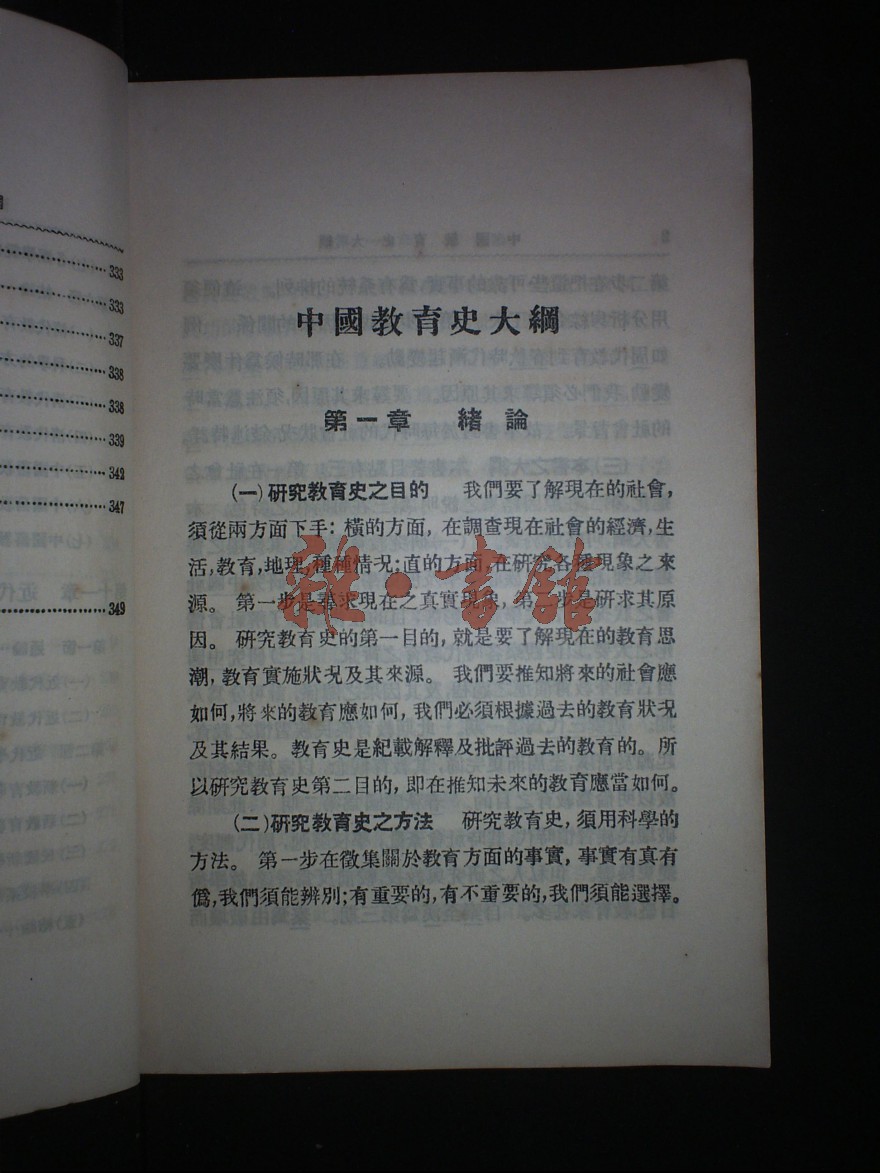 333
333
337
338
338
339
342
347
349
中國教育史大綱
第一章 緒論
(一)研究教育史之目的 我們要了解現在的社會,
須從兩方面下手:橫的方面,在調查現在社會的經濟,生
活,教育,地理,種種情況;直的方面,在研究各種現象之來
源。 第一步是尋求現在之真實現象,第二步是研求其原
因。 研究教育史的第一目的,就是要了解現在的教育思
潮,教育實施狀況及其來源。 我們要推知將來的社會應
如何,將來的教育應如何,我們必須根據過去的教育狀況
及其結果。教育史是紀載解釋及批評過去的教育的。所
以研究教育史第二目的,即在推知未來的教育應當如何。
(二)研究教育史之方法 研究教育史,須用科學的
方法。 第一步在徵集關於教育方面的事實,事實有真有
僞,我們須能辨別;有重要的,有不重要的,我們須能選擇。
雜·書館